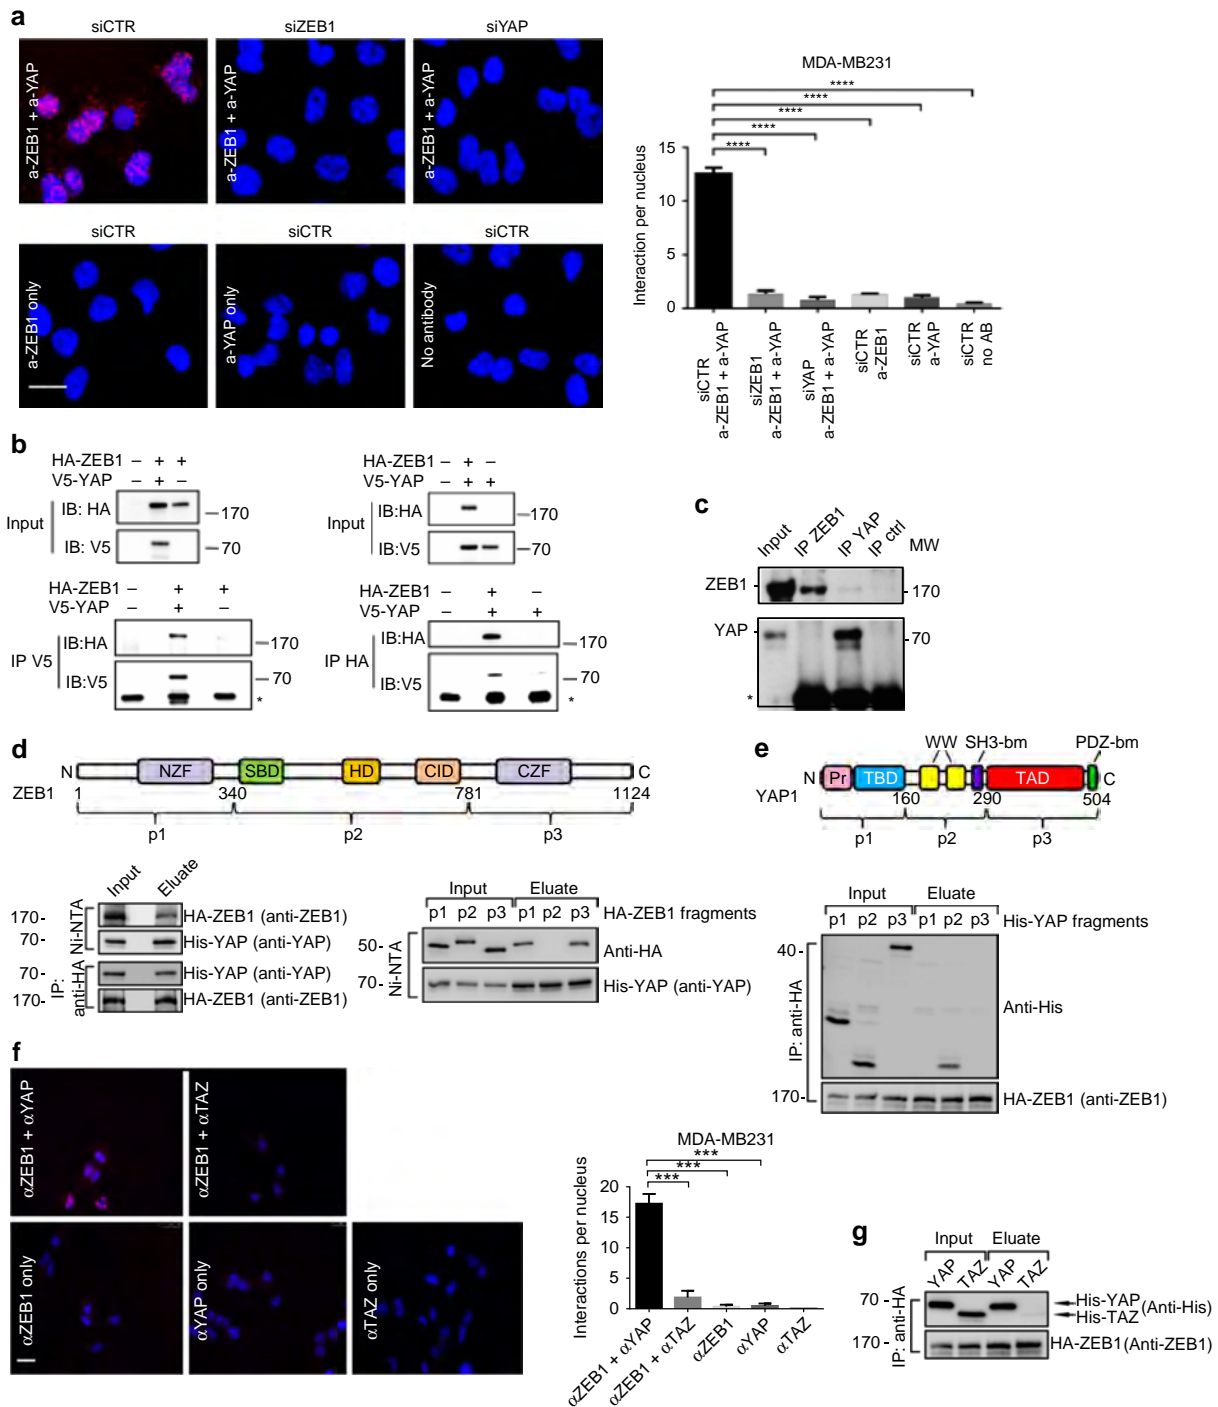 a
siCTR
siZEB1
siYAP
a-ZEB1 + a-YAP
a-ZEB1 + a-YAP
a-ZEB1 + a-YAP
siCTR
siCTR
siCTR
a-ZEB1 only
a-YAP only
No antibody
MDA-MB231
****
****
****
****
****
Interaction per nucleus
15
10
5
0
siCTR a-ZEB1 + a-YAP
siZEB1 a-ZEB1 + a-YAP
siYAP a-ZEB1 + a-YAP
siCTR a-ZEB1
siCTR a-YAP
siCTR no AB
b
HA-ZEB1 – + +
V5-YAP – + –
Input
IB: HA
170
IB: V5
70
HA-ZEB1 – + +
V5-YAP – + –
IP V5
IB:HA
170
IB:V5
70
*
HA-ZEB1 – + –
V5-YAP – + +
Input
IB:HA
170
IB:V5
70
HA-ZEB1 – + –
V5-YAP – + +
IP HA
IB:HA
170
IB:V5
70
*
c
Input
IP ZEB1
IP YAP
IP ctrl
MW
ZEB1
170
YAP
70
*
d
N NZF SBD HD CID CZF C
ZEB1 1 340 781 1124
p1 p2 p3
Input Eluate
Ni-NTA
170- HA-ZEB1 (anti-ZEB1)
70- His-YAP (anti-YAP)
IP: anti-HA
70- His-YAP (anti-YAP)
170- HA-ZEB1 (anti-ZEB1)
Input Eluate
p1 p2 p3 p1 p2 p3 HA-ZEB1 fragments
Ni-NTA
50- Anti-HA
70- His-YAP (anti-YAP)
e
WW SH3-bm PDZ-bm
N Pr TBD TAD C
YAP1 160 290 504
p1 p2 p3
Input Eluate
p1 p2 p3 p1 p2 p3 His-YAP fragments
IP: anti-HA
40-
Anti-His
170- HA-ZEB1 (anti-ZEB1)
f
αZEB1 + αYAP
αZEB1 + αTAZ
αZEB1 only
αYAP only
αTAZ only
MDA-MB231
***
***
***
Interactions per nucleus
20
15
10
5
0
αZEB1 + αYAP
αZEB1 + αTAZ
αZEB1
αYAP
αTAZ
g
Input Eluate
YAP TAZ YAP TAZ
IP: anti-HA
70 - His-YAP (Anti-His)
His-TAZ
170- HA-ZEB1 (Anti-ZEB1)